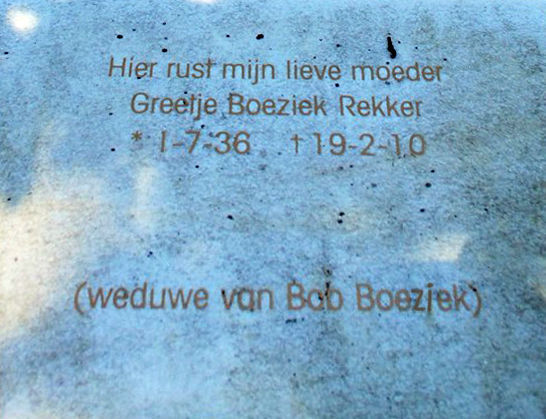 Hier rust mijn lieve moeder
Greetje Boeziek Rekker
* 1-7-36 †19-2-10
(weduwe van Bob Boeziek)